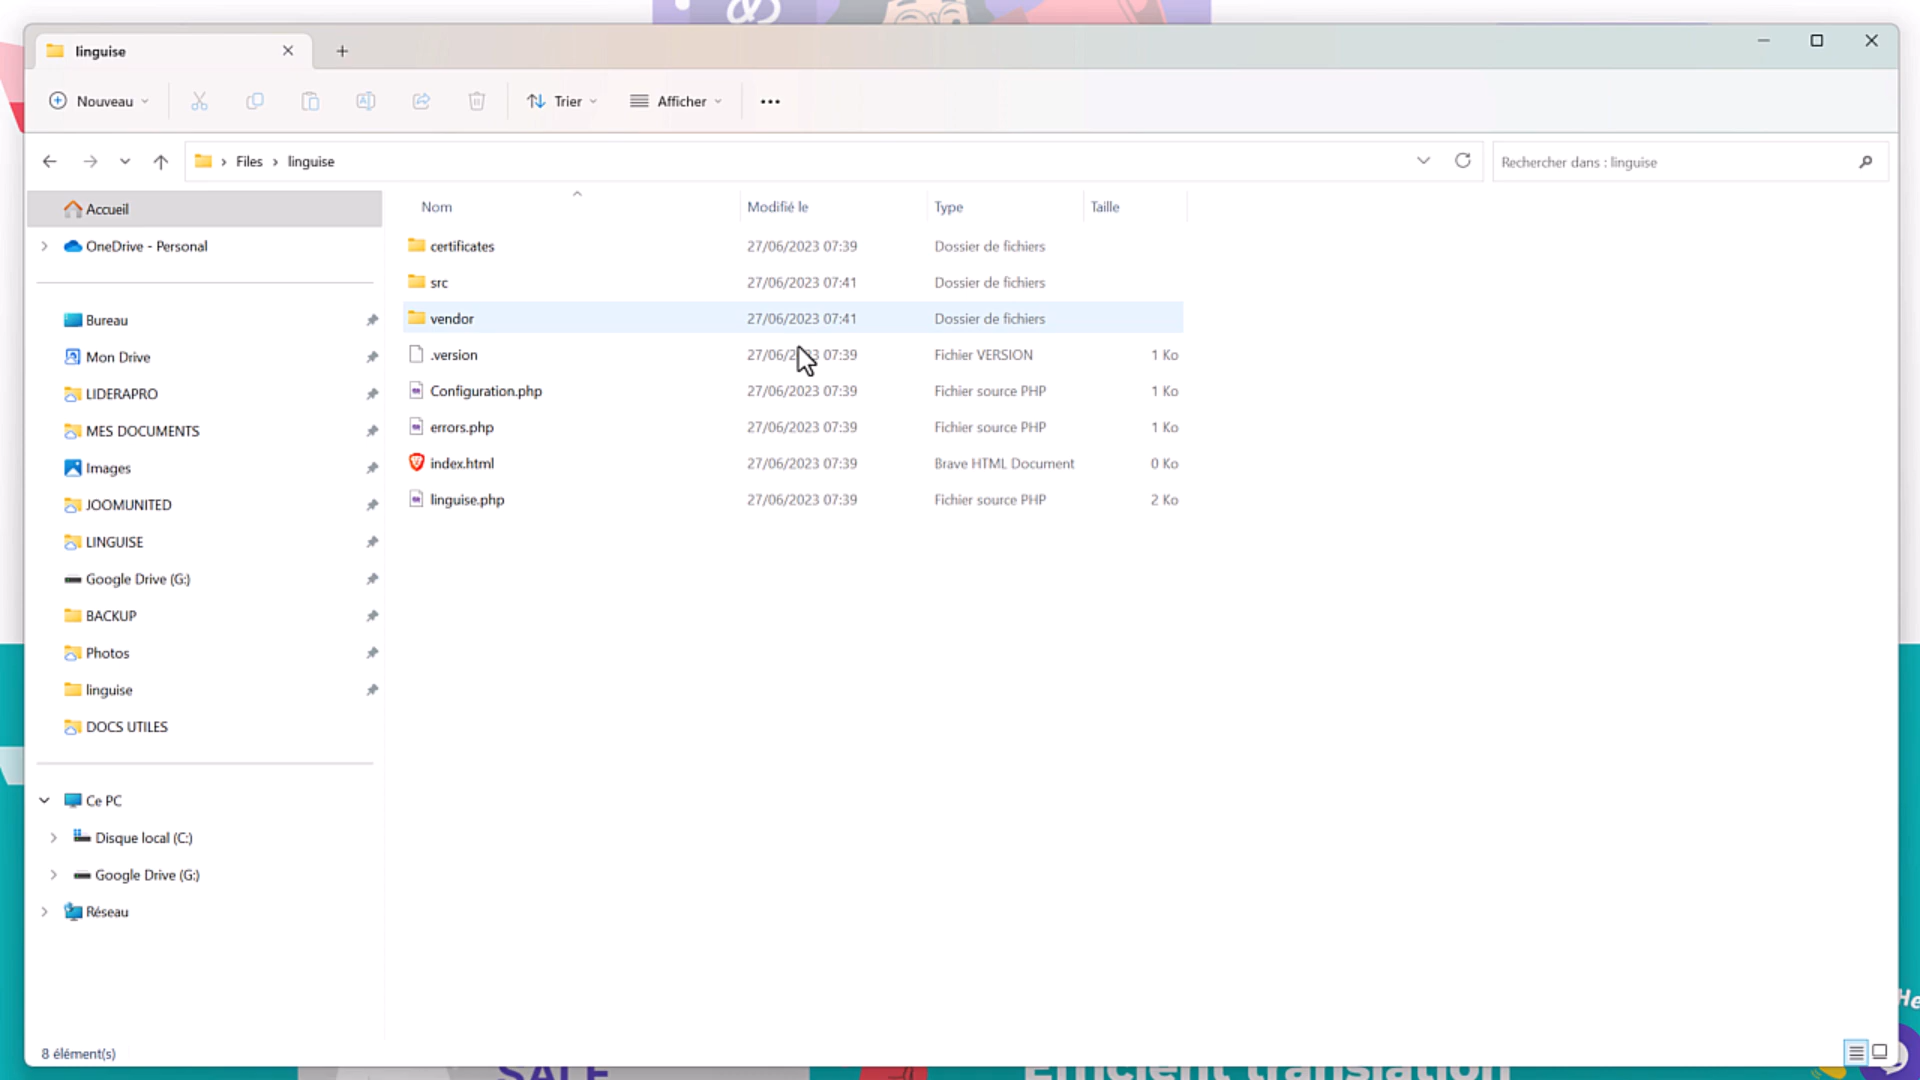 linguise
Nouveau
Trier
Afficher
Files › linguise
Rechercher dans : linguise
Nom Modifié le Type Taille
Accueil
certificates 27/06/2023 07:39 Dossier de fichiers
OneDrive - Personal
src 27/06/2023 07:41 Dossier de fichiers
vendor 27/06/2023 07:41 Dossier de fichiers
.version 27/06/2023 07:39 Fichier VERSION 1 Ko
Configuration.php 27/06/2023 07:39 Fichier source PHP 1 Ko
errors.php 27/06/2023 07:39 Fichier source PHP 1 Ko
index.html 27/06/2023 07:39 Brave HTML Document 0 Ko
linguise.php 27/06/2023 07:39 Fichier source PHP 2 Ko
Bureau
Mon Drive
LIDERAPRO
MES DOCUMENTS
Images
JOOMUNITED
LINGUISE
Google Drive (G:)
BACKUP
Photos
linguise
DOCS UTILES
Ce PC
Disque local (C:)
Google Drive (G:)
Réseau
8 élément(s)
SALE
Efficient translation